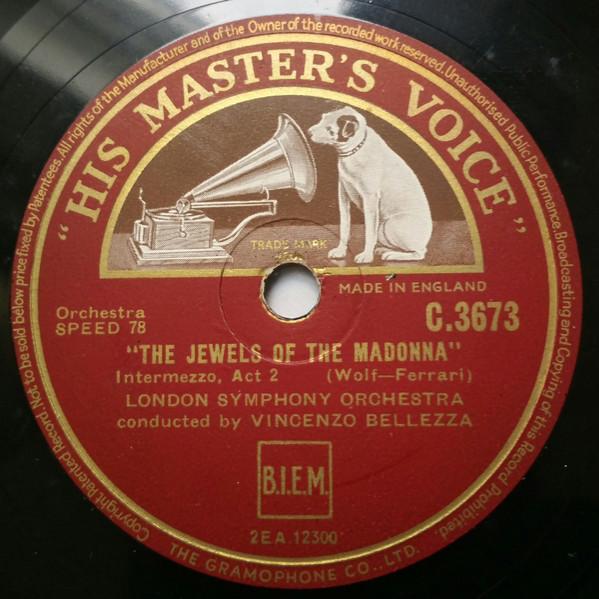 All rights of the Manufacturer and of the Owner of the recorded work reserved. Unauthorised Public Performance, Broadcasting and Copying of this Record Prohibited.
Copyright Patented Record. Not to be sold below price fixed by Patentees.
"HIS MASTER'S VOICE"
TRADE MARK
MADE IN ENGLAND
Orchestra
SPEED 78
C.3673
"THE JEWELS OF THE MADONNA"
Intermezzo, Act 2 (Wolf—Ferrari)
LONDON SYMPHONY ORCHESTRA
conducted by VINCENZO BELLEZZA
B.I.E.M.
2EA.12300
THE GRAMOPHONE CO., LTD.